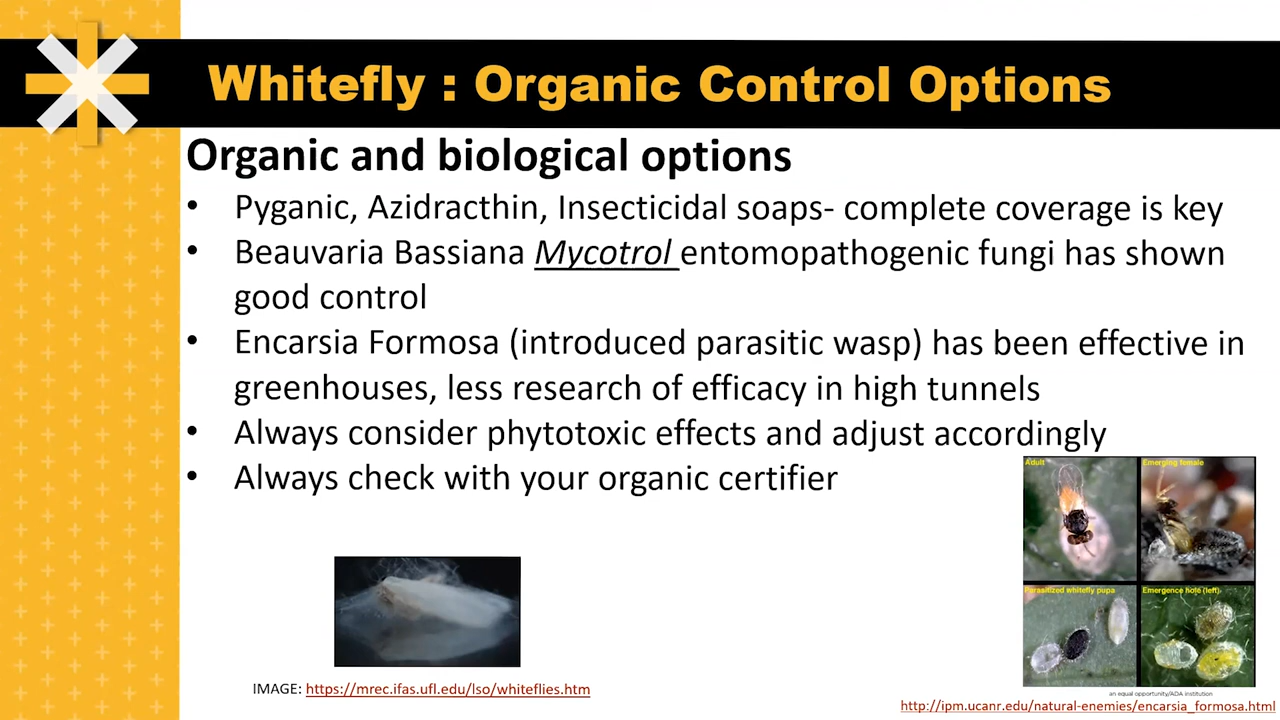 Whitefly : Organic Control Options
Organic and biological options
• Pyganic, Azidracthin, Insecticidal soaps- complete coverage is key
• Beauvaria Bassiana Mycotrol entomopathogenic fungi has shown
good control
• Encarsia Formosa (introduced parasitic wasp) has been effective in
greenhouses, less research of efficacy in high tunnels
• Always consider phytotoxic effects and adjust accordingly
• Always check with your organic certifier
Adult
Emerging female
Parasitized whitefly pupa
Emergence hole (left)
IMAGE: https://mrec.ifas.ufl.edu/lso/whiteflies.htm
an equal opportunity/ADA institution
http://ipm.ucanr.edu/natural-enemies/encarsia_formosa.html